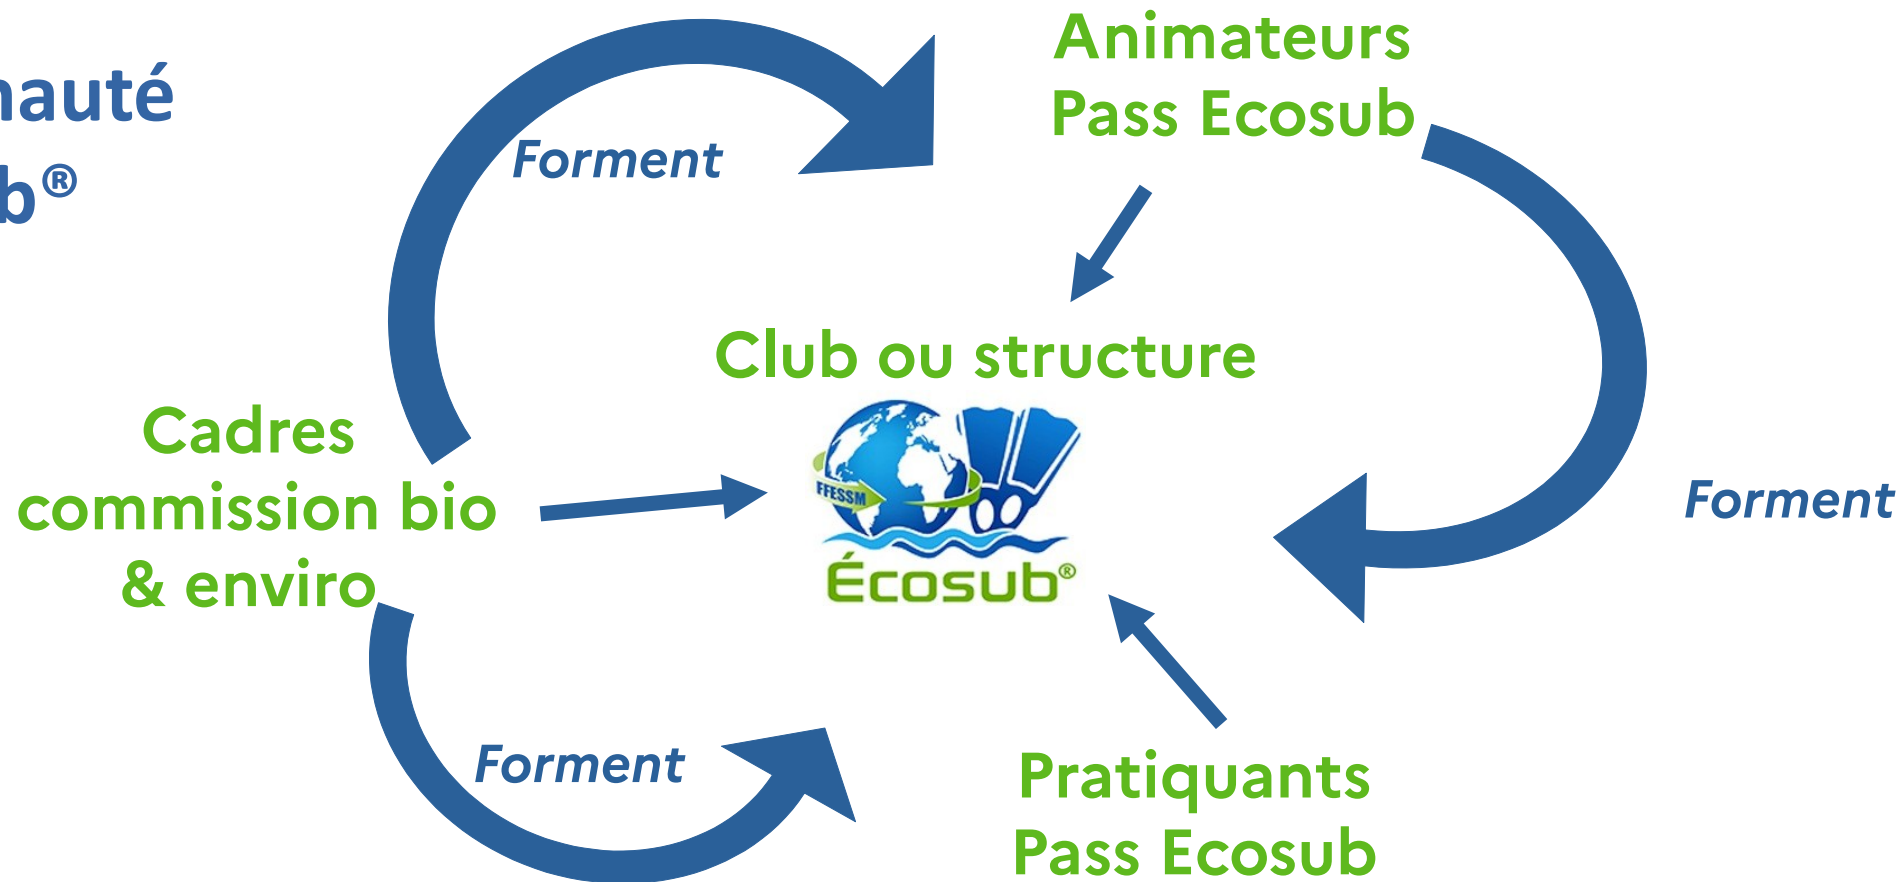 nauté
b®
Animateurs
Pass Ecosub
Forment
Club ou structure
Cadres
commission bio
& enviro
FFESSM
Écosub®
Forment
Forment
Pratiquants
Pass Ecosub